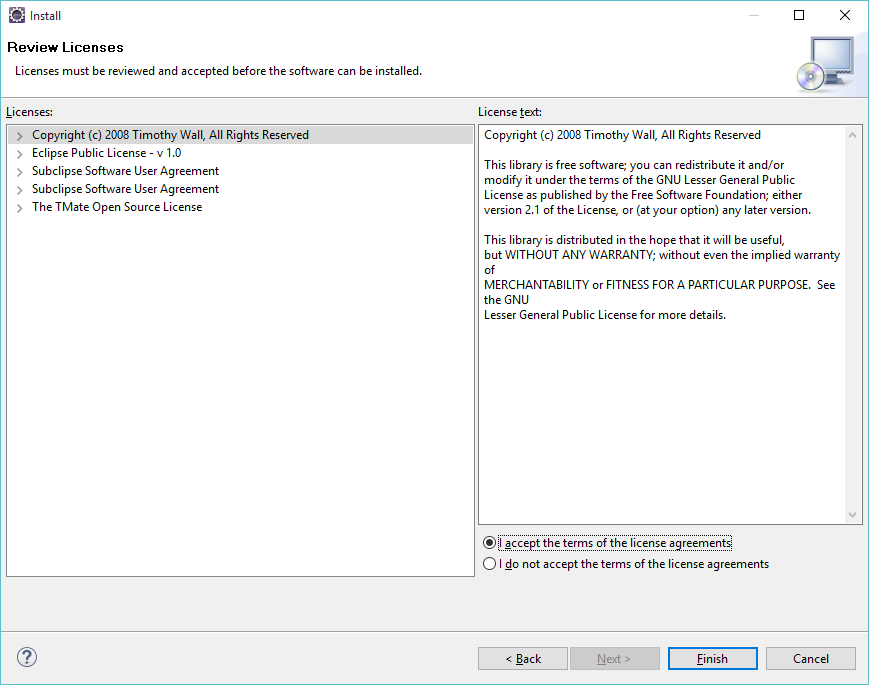 Install
Review Licenses
Licenses must be reviewed and accepted before the software can be installed.
Licenses:
Copyright (c) 2008 Timothy Wall, All Rights Reserved
Eclipse Public License - v 1.0
Subclipse Software User Agreement
Subclipse Software User Agreement
The TMate Open Source License
License text:
Copyright (c) 2008 Timothy Wall, All Rights Reserved
This library is free software; you can redistribute it and/or
modify it under the terms of the GNU Lesser General Public
License as published by the Free Software Foundation; either
version 2.1 of the License, or (at your option) any later version.
This library is distributed in the hope that it will be useful,
but WITHOUT ANY WARRANTY; without even the implied warranty
of
MERCHANTABILITY or FITNESS FOR A PARTICULAR PURPOSE.  See
the GNU
Lesser General Public License for more details.
I accept the terms of the license agreements
I do not accept the terms of the license agreements
?
< Back
Next >
Finish
Cancel